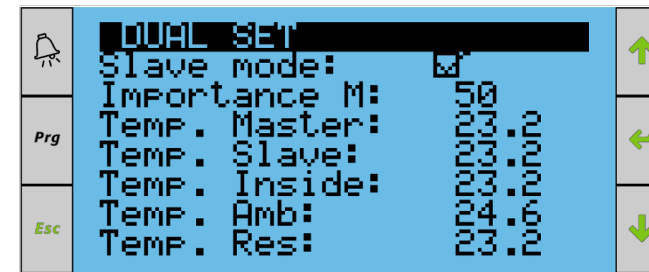 DUAL SET
Slave mode:
Importance M: 50
Temp. Master: 23.2
Temp. Slave: 23.2
Temp. Inside: 23.2
Temp. Amb: 24.6
Temp. Res: 23.2
Prg
Esc